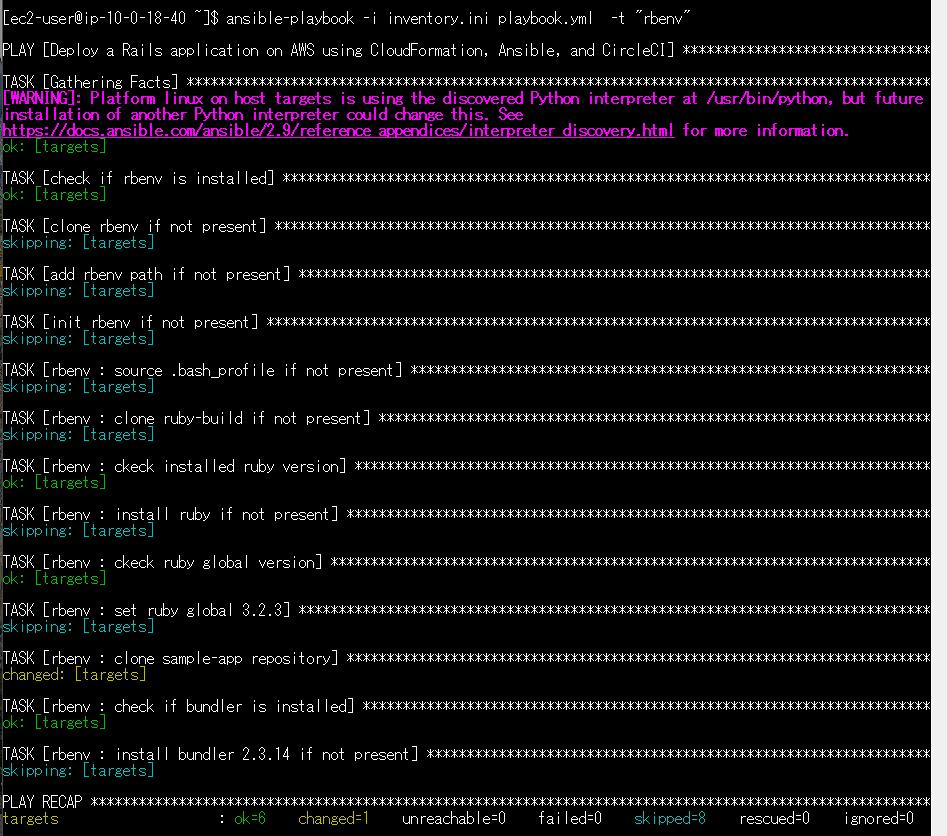 [ec2-user@ip-10-0-18-40 ~]$ ansible-playbook -i inventory.ini playbook.yml  -t "rbenv"
PLAY [Deploy a Rails application on AWS using CloudFormation, Ansible, and CircleCI] *******************************
TASK [Gathering Facts] *********************************************************************************************
[WARNING]: Platform linux on host targets is using the discovered Python interpreter at /usr/bin/python, but future
installation of another Python interpreter could change this. See
https://docs.ansible.com/ansible/2.9/reference_appendices/interpreter_discovery.html for more information.
ok: [targets]
TASK [check if rbenv is installed] *********************************************************************************
ok: [targets]
TASK [clone rbenv if not present] **********************************************************************************
skipping: [targets]
TASK [add rbenv path if not present] *******************************************************************************
skipping: [targets]
TASK [init rbenv if not present] ***********************************************************************************
skipping: [targets]
TASK [rbenv : source .bash_profile if not present] *****************************************************************
skipping: [targets]
TASK [rbenv : clone ruby-build if not present] *********************************************************************
skipping: [targets]
TASK [rbenv : ckeck installed ruby version] ************************************************************************
ok: [targets]
TASK [rbenv : install ruby if not present] *************************************************************************
skipping: [targets]
TASK [rbenv : ckeck ruby global version] ***************************************************************************
ok: [targets]
TASK [rbenv : set ruby global 3.2.3] *******************************************************************************
skipping: [targets]
TASK [rbenv : clone sample-app repository] *************************************************************************
changed: [targets]
TASK [rbenv : check if bundler is installed] ***********************************************************************
ok: [targets]
TASK [rbenv : install bundler 2.3.14 if not present] ***************************************************************
skipping: [targets]
PLAY RECAP *********************************************************************************************************
targets                    : ok=6    changed=1    unreachable=0    failed=0    skipped=8    rescued=0    ignored=0